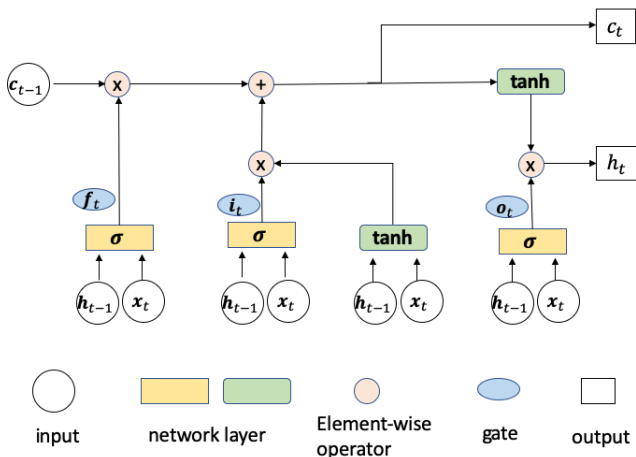 c_t
c_{t−1} x + tanh
x x h_t
f_t i_t o_t
σ σ tanh σ
h_{t−1} x_t h_{t−1} x_t h_{t−1} x_t h_{t−1} x_t
input network layer Element-wise operator gate output